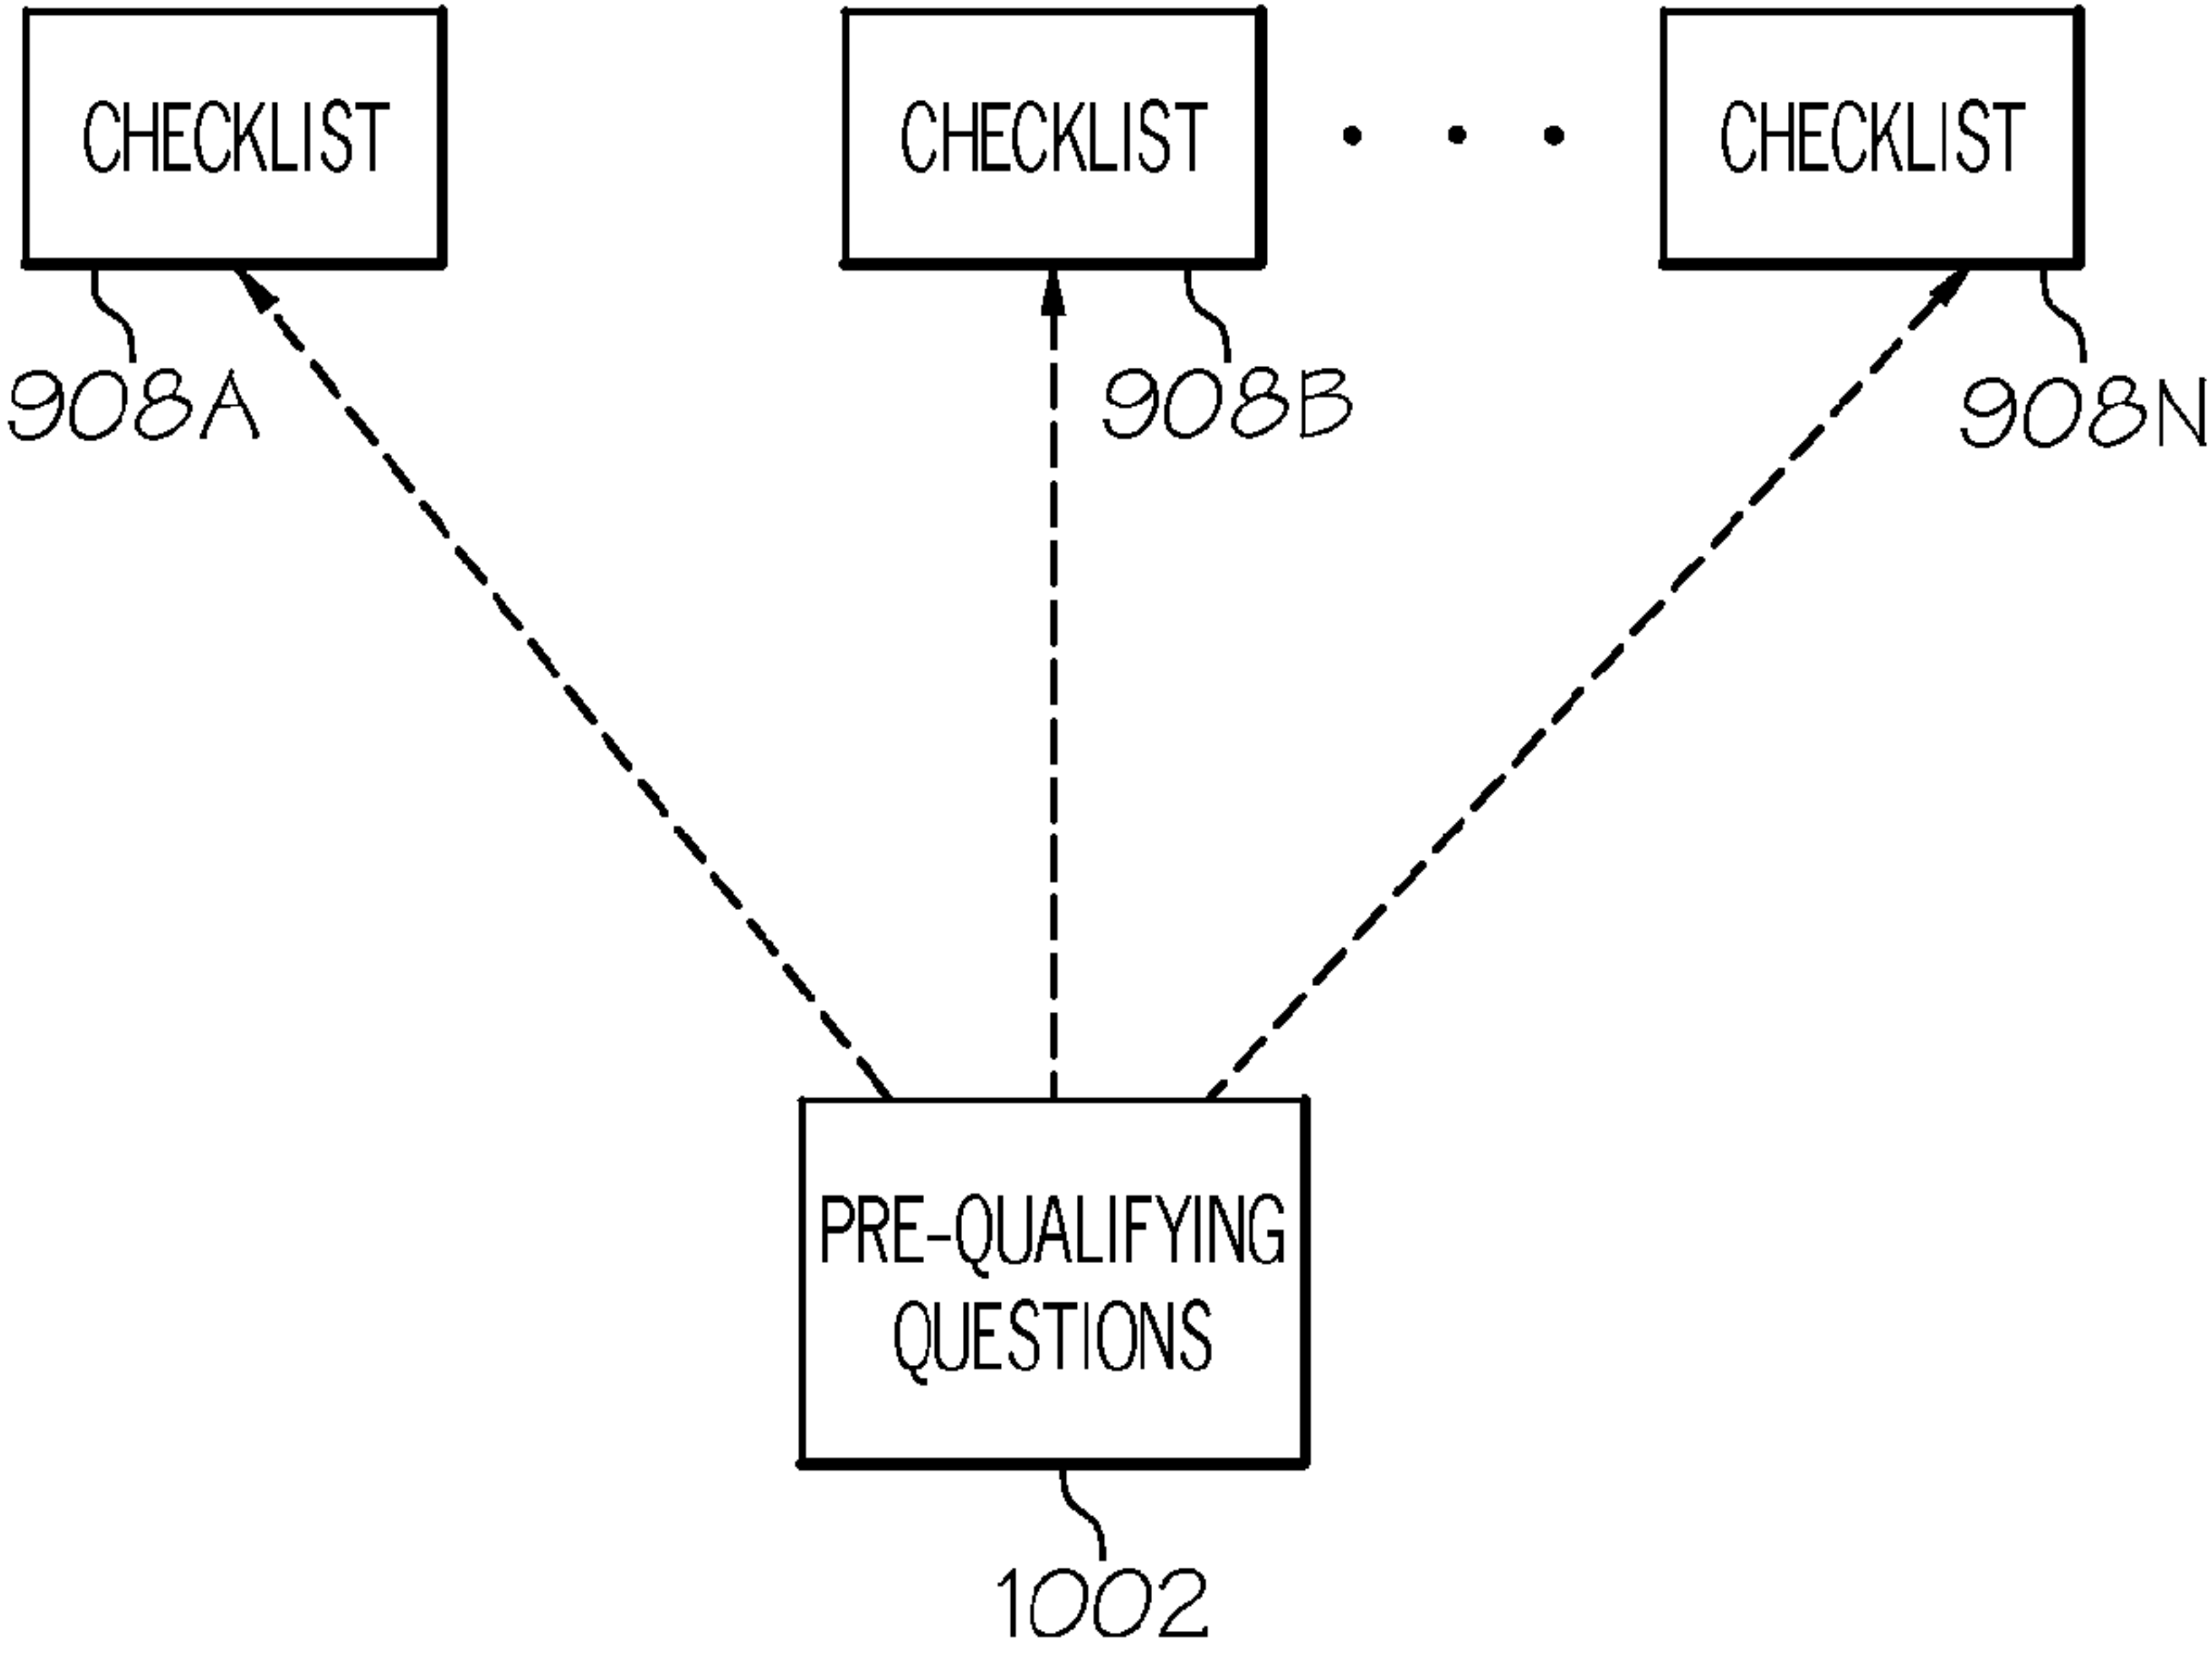 CHECKLIST
CHECKLIST
CHECKLIST
908A
908B
908N
PRE-QUALIFYING
QUESTIONS
1002